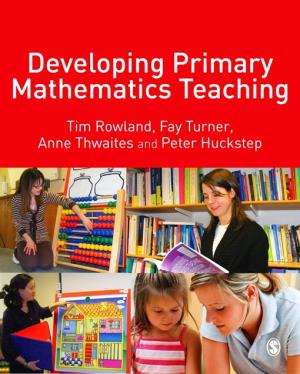 Developing Primary
Mathematics Teaching
Tim Rowland, Fay Turner,
Anne Thwaites and Peter Huckstep